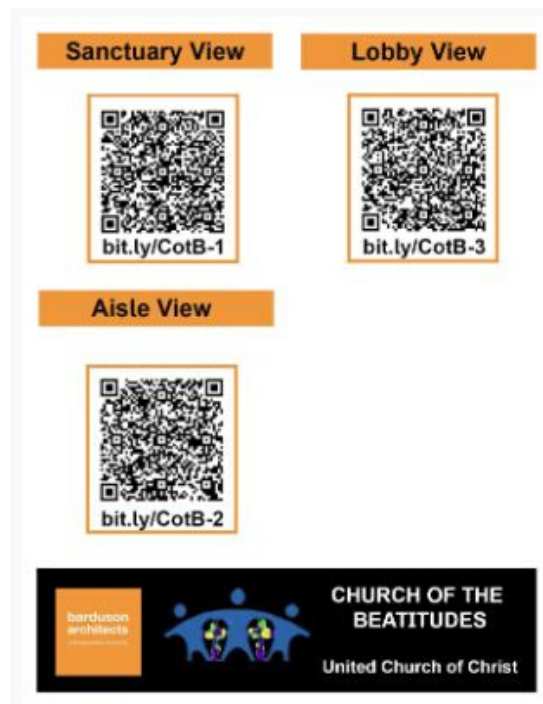 Sanctuary View
Lobby View
bit.ly/CotB-1
bit.ly/CotB-3
Aisle View
bit.ly/CotB-2
barduson
architects
CHURCH OF THE
BEATITUDES
United Church of Christ